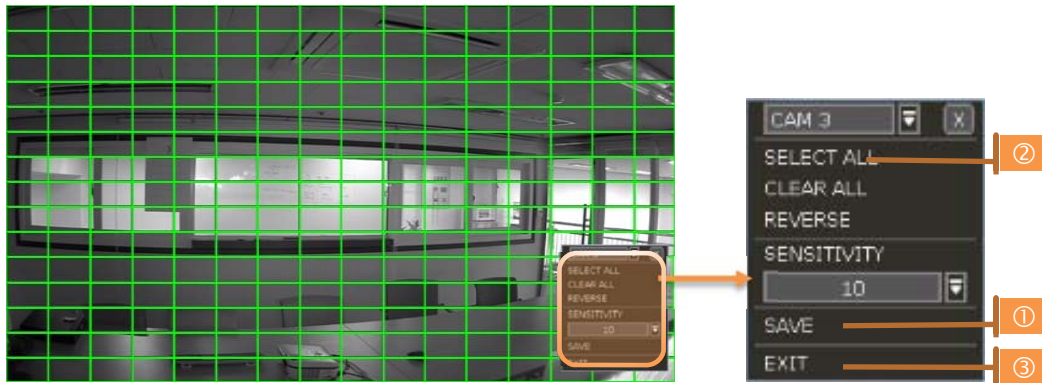 SELECT ALL
CLEAR ALL
REVERSE
SENSITIVITY
10
SAVE
EXIT
CAM 3
X
SELECT ALL
②
CLEAR ALL
REVERSE
SENSITIVITY
10
SAVE
①
EXIT
③